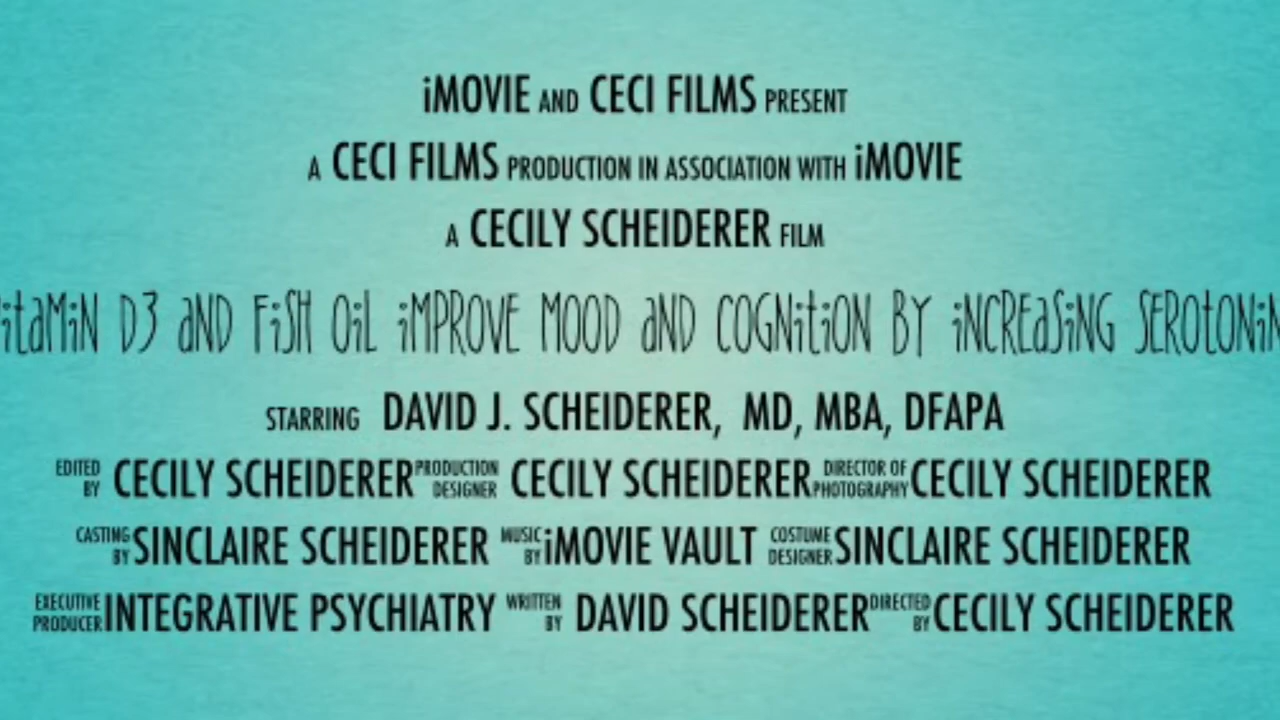 iMOVIE AND CECI FILMS PRESENT
A CECI FILMS PRODUCTION IN ASSOCIATION WITH iMOVIE
A CECILY SCHEIDERER FILM
itaMiN D3 aND FiSH OiL iMPROVE MOOD aND COGNitiON BY iNCREaSiNG SEROtONiN
STARRING DAVID J. SCHEIDERER, MD, MBA, DFAPA
EDITED BY CECILY SCHEIDERER PRODUCTION DESIGNER CECILY SCHEIDERER DIRECTOR OF PHOTOGRAPHY CECILY SCHEIDERER
CASTING BY SINCLAIRE SCHEIDERER MUSIC BY iMOVIE VAULT COSTUME DESIGNER SINCLAIRE SCHEIDERER
EXECUTIVE PRODUCER INTEGRATIVE PSYCHIATRY WRITTEN BY DAVID SCHEIDERER DIRECTED BY CECILY SCHEIDERER